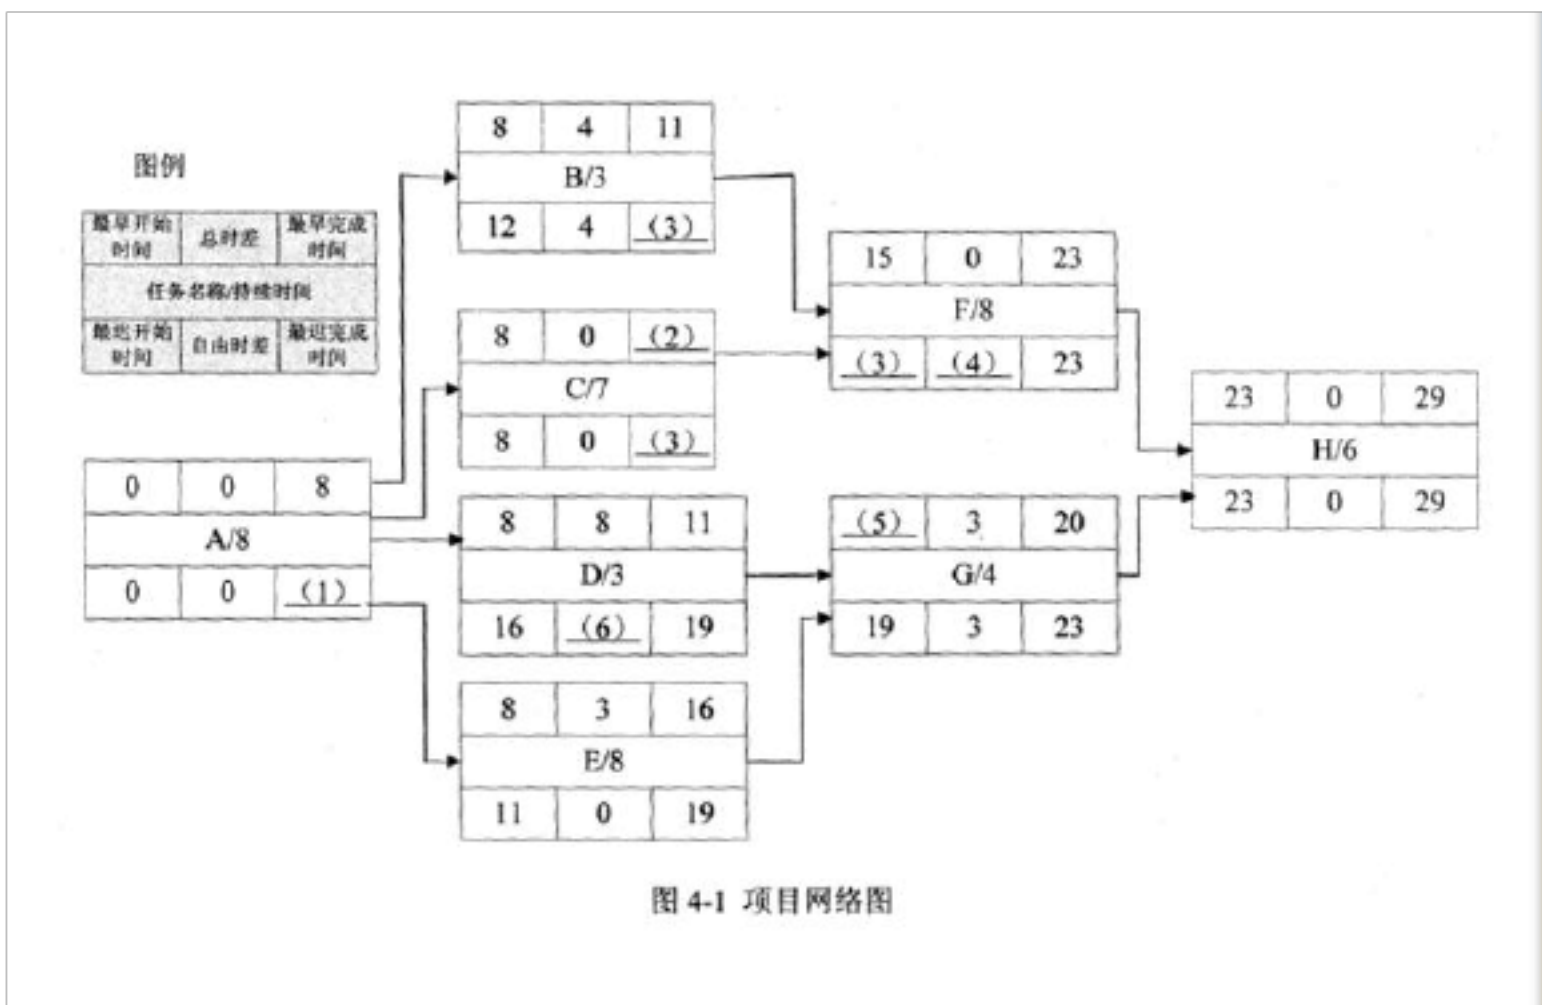 图例
最早开始时间 总时差 最早完成时间
任务名称/持续时间
最迟开始时间 自由时差 最迟完成时间
8 4 11
B/3
12 4 (3)
8 0 (2)
C/7
8 0 (3)
15 0 23
F/8
(3) (4) 23
23 0 29
H/6
23 0 29
0 0 8
A/8
0 0 (1)
8 8 11
D/3
16 (6) 19
(5) 3 20
G/4
19 3 23
8 3 16
E/8
11 0 19
图 4-1 项目网络图